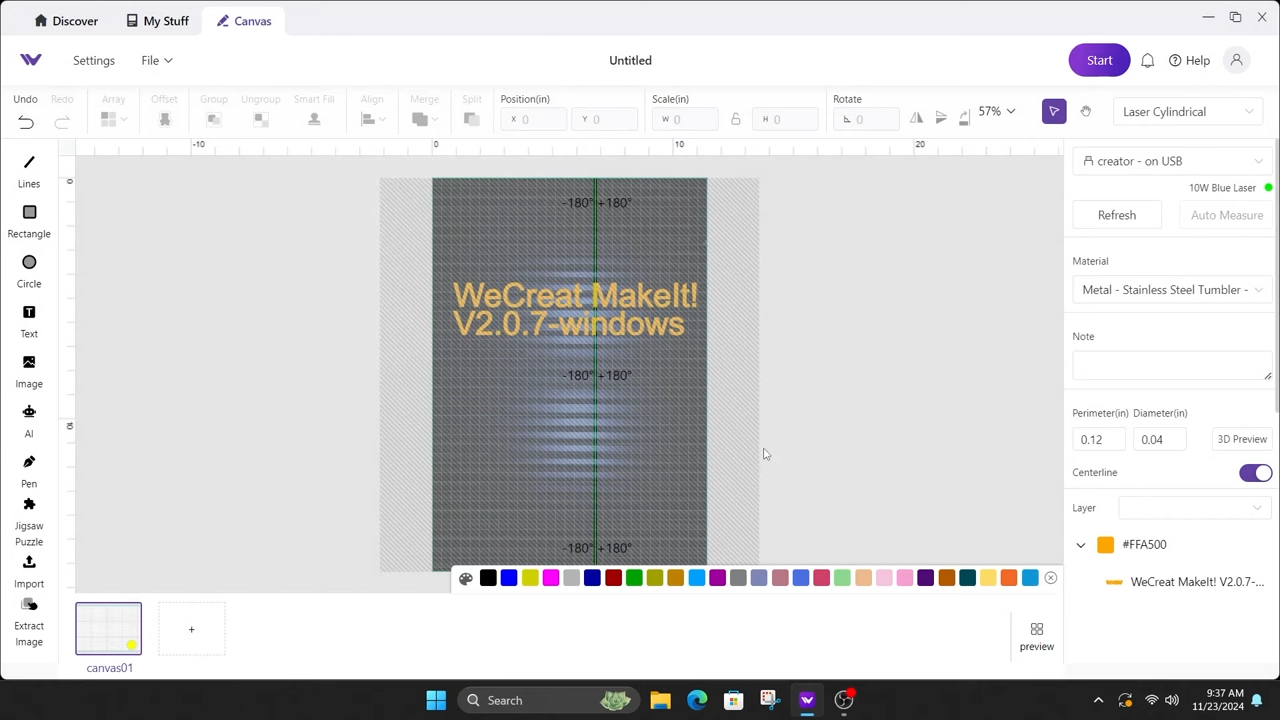 Discover
My Stuff
Canvas
Settings
File
Untitled
Start
Help
Undo
Redo
Array
Offset
Group
Ungroup
Smart Fill
Align
Merge
Split
Position(in)
X 0
Y 0
Scale(in)
W 0
H 0
Rotate
0
57%
Laser Cylindrical
-10
0
10
20
0
10
Lines
Rectangle
Circle
Text
Image
AI
Pen
Jigsaw
Puzzle
Import
Extract
Image
-180° +180°
WeCreat MakeIt!
V2.0.7-windows
-180° +180°
-180° +180°
creator - on USB
10W Blue Laser
Refresh
Auto Measure
Material
Metal - Stainless Steel Tumbler -
Note
Perimeter(in)
Diameter(in)
0.12
0.04
3D Preview
Centerline
Layer
#FFA500
WeCreat MakeIt! V2.0.7-...
+
canvas01
preview
Search
9:37 AM
11/23/2024